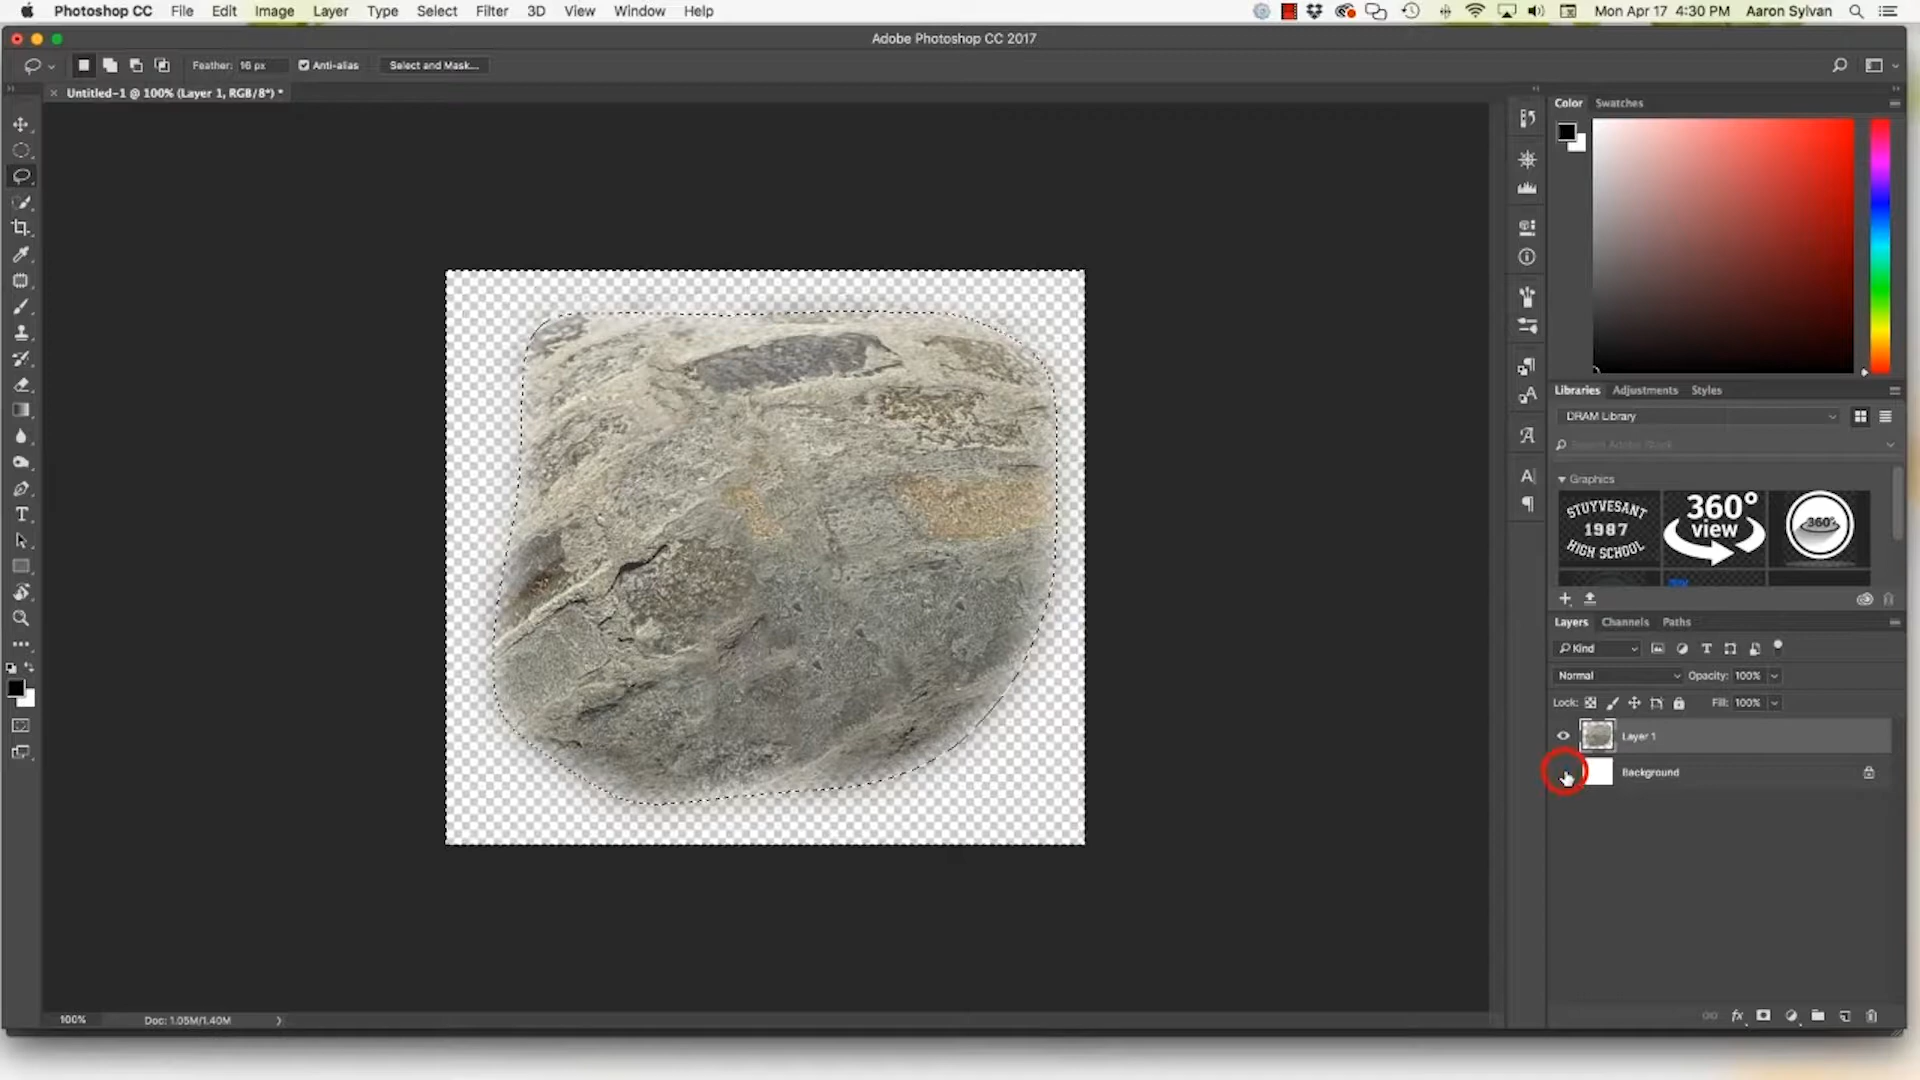 Photoshop CC File Edit Image Layer Type Select Filter 3D View Window Help Mon Apr 17 4:30 PM Aaron Sylvan
Adobe Photoshop CC 2017
Feather: 16 px Anti-alias Select and Mask...
Untitled-1 @ 100% (Layer 1, RGB/8*) *
Color Swatches
Libraries Adjustments Styles
DRAM Library
Search Adobe Stock
Graphics
STUYVESANT
1987
HIGH SCHOOL
360°
view
360°
Layers Channels Paths
Kind
Normal Opacity: 100%
Lock: Fill: 100%
Layer 1
Background
100% Doc: 1.05M/1.40M